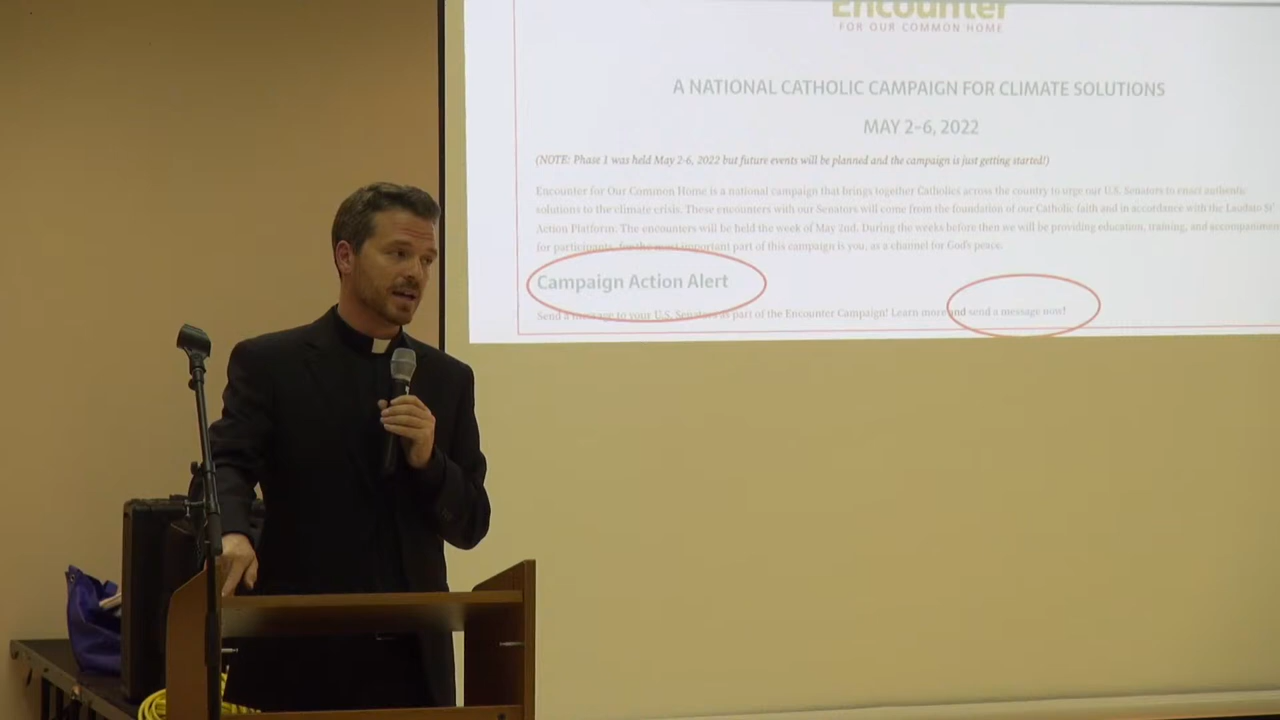 Encounter
FOR OUR COMMON HOME
A NATIONAL CATHOLIC CAMPAIGN FOR CLIMATE SOLUTIONS
MAY 2-6, 2022
(NOTE: Phase 1 was held May 2-6, 2022 but future events will be planned and the campaign is just getting started!)
Encounter for Our Common Home is a national campaign that brings together Catholics across the country to urge our U.S. Senators to enact authentic
solutions to the climate crisis. These encounters with our Senators will come from the foundation of our Catholic faith and in accordance with the Laudato Si'
Action Platform. The encounters will be held the week of May 2nd. During the weeks before then we will be providing education, training, and accompanimen
for participants, for the most important part of this campaign is you, as a channel for God's peace.
Campaign Action Alert
Send a message to your U.S. Senators as part of the Encounter Campaign! Learn more and send a message now!